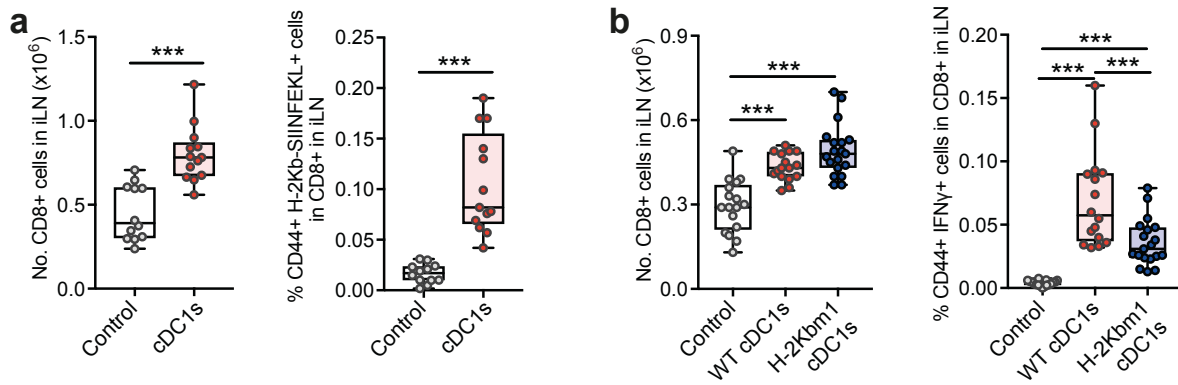 a
No. CD8+ cells in iLN (x10⁶)
1.5
1.0
0.5
0.0
***
Control
cDC1s
% CD44+ H-2Kb-SIINFEKL+ cells
in CD8+ in iLN
0.25
0.20
0.15
0.10
0.05
0.00
***
Control
cDC1s
b
No. CD8+ cells in iLN (x10⁶)
0.9
0.6
0.3
0.0
***
***
Control
WT cDC1s
H-2Kbm1
cDC1s
% CD44+ IFNγ+ cells in CD8+ in iLN
0.20
0.15
0.10
0.05
0.00
***
***
***
Control
WT cDC1s
H-2Kbm1
cDC1s